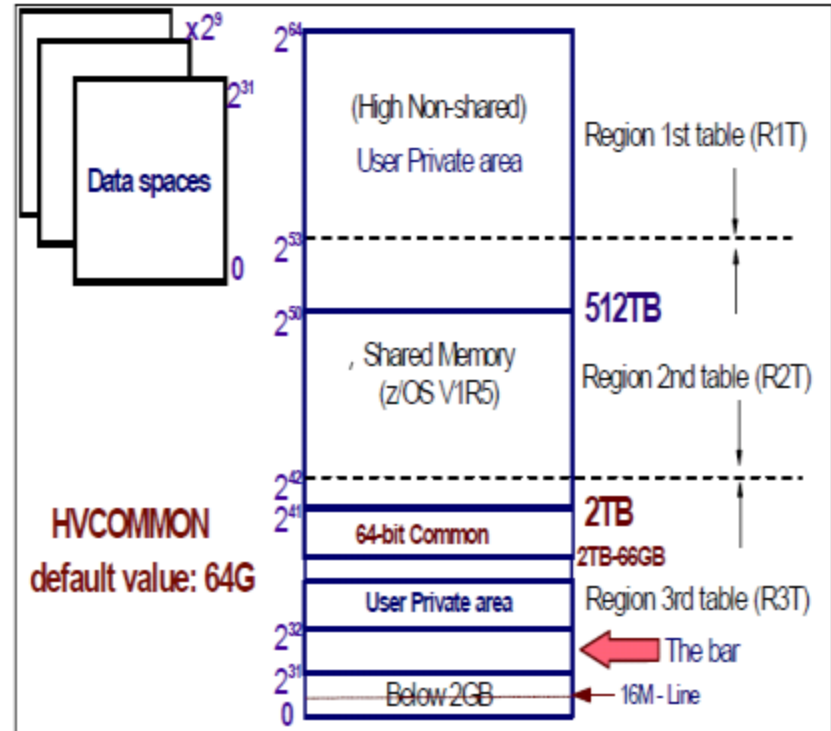 x2⁹
2³¹
Data spaces
0
2⁶⁴
(High Non-shared)
User Private area
Region 1st table (R1T)
2⁵³
2⁵⁰
512TB
, Shared Memory
(z/OS V1R5)
Region 2nd table (R2T)
2⁴²
2⁴¹
2TB
HVCOMMON
default value: 64G
64-bit Common
2TB-66GB
User Private area
Region 3rd table (R3T)
2³²
The bar
2³¹
Below 2GB
16M - Line
0